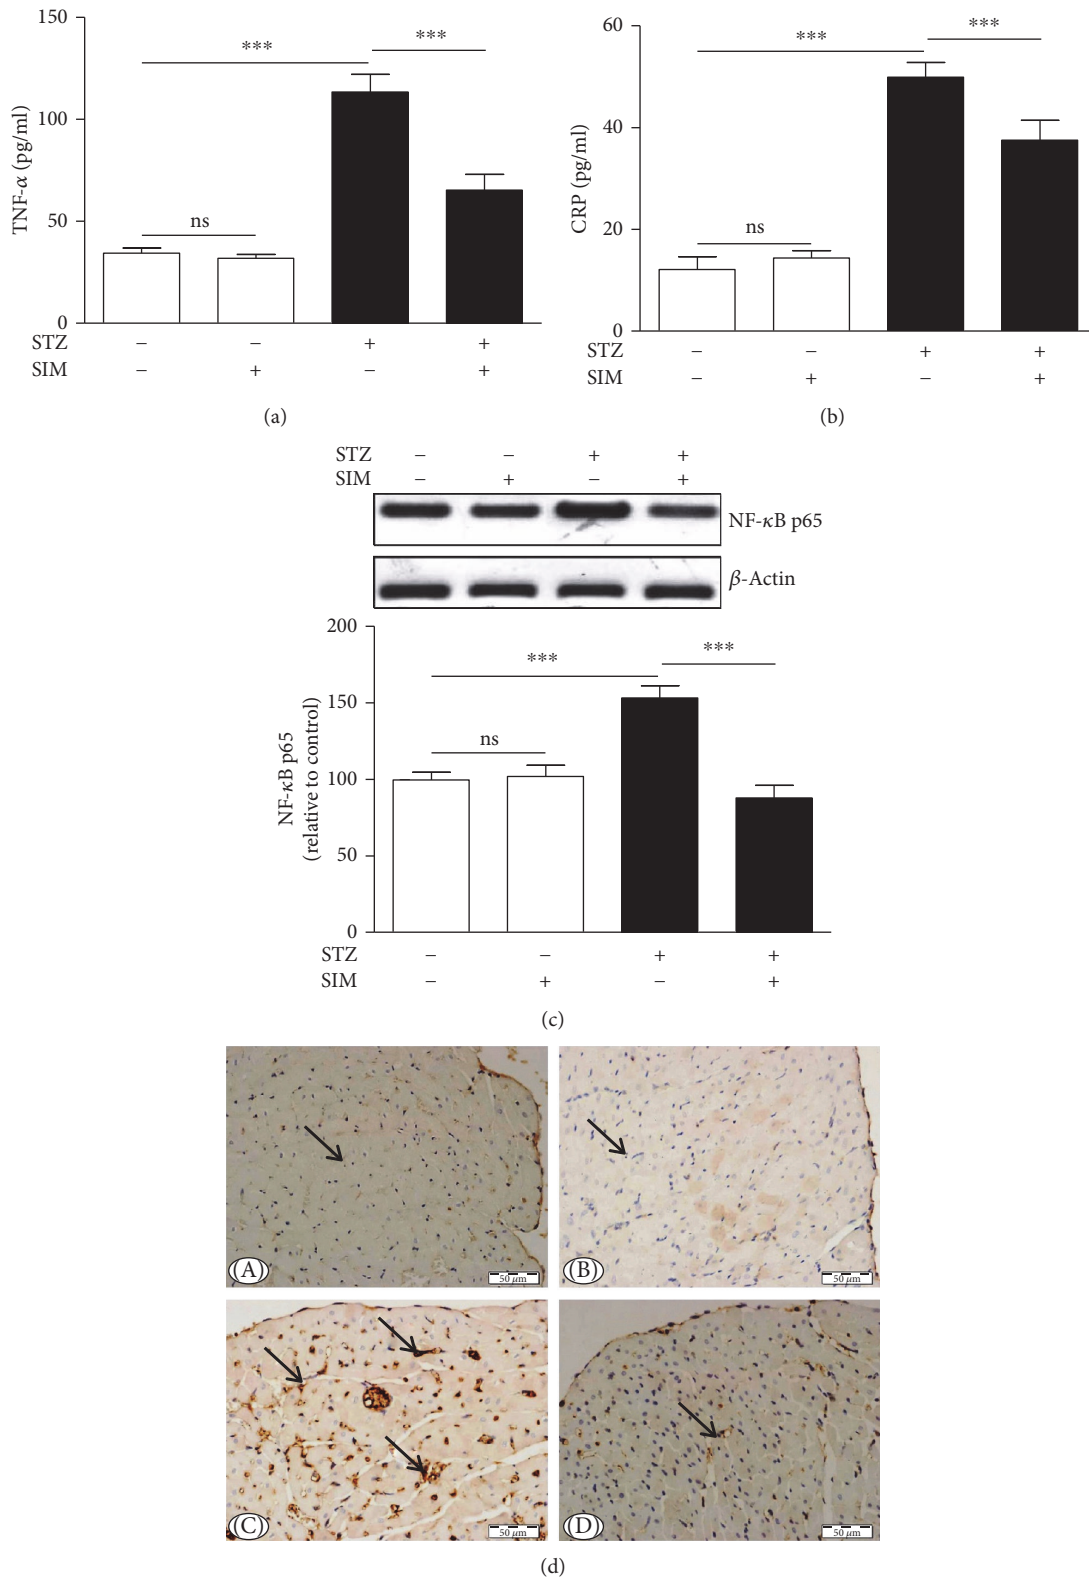 150
100
50
0
TNF-α (pg/ml)
***
***
ns
STZ − − + +
SIM − + − +
(a)
60
40
20
0
CRP (pg/ml)
***
***
ns
STZ − − + +
SIM − + − +
(b)
STZ − − + +
SIM − + − +
NF-κB p65
β-Actin
200
150
100
50
0
NF-κB p65
(relative to control)
***
***
ns
STZ − − + +
SIM − + − +
(c)
(A)
50 μm
(B)
50 μm
(C)
50 μm
(D)
50 μm
(d)